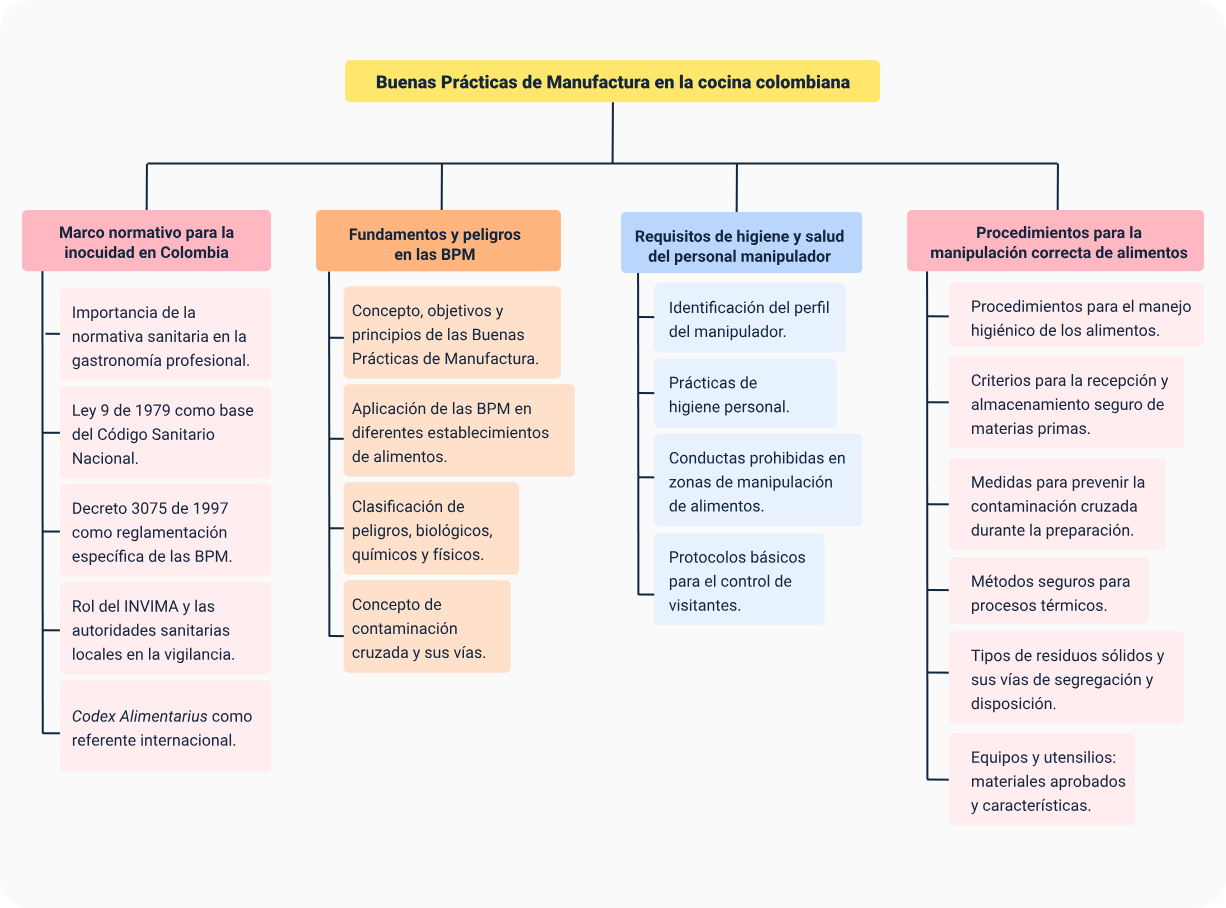 Buenas Prácticas de Manufactura en la cocina colombiana
Marco normativo para la
inocuidad en Colombia
Importancia de la
normativa sanitaria en la
gastronomía profesional.
Ley 9 de 1979 como base
del Código Sanitario
Nacional.
Decreto 3075 de 1997
como reglamentación
específica de las BPM.
Rol del INVIMA y las
autoridades sanitarias
locales en la vigilancia.
Codex Alimentarius como
referente internacional.
Fundamentos y peligros
en las BPM
Concepto, objetivos y
principios de las Buenas
Prácticas de Manufactura.
Aplicación de las BPM en
diferentes establecimientos
de alimentos.
Clasificación de
peligros, biológicos,
químicos y físicos.
Concepto de
contaminación
cruzada y sus vías.
Requisitos de higiene y salud
del personal manipulador
Identificación del perfil
del manipulador.
Prácticas de
higiene personal.
Conductas prohibidas en
zonas de manipulación
de alimentos.
Protocolos básicos
para el control de
visitantes.
Procedimientos para la
manipulación correcta de alimentos
Procedimientos para el manejo
higiénico de los alimentos.
Criterios para la recepción y
almacenamiento seguro de
materias primas.
Medidas para prevenir la
contaminación cruzada
durante la preparación.
Métodos seguros para
procesos térmicos.
Tipos de residuos sólidos y
sus vías de segregación y
disposición.
Equipos y utensilios:
materiales aprobados
y características.